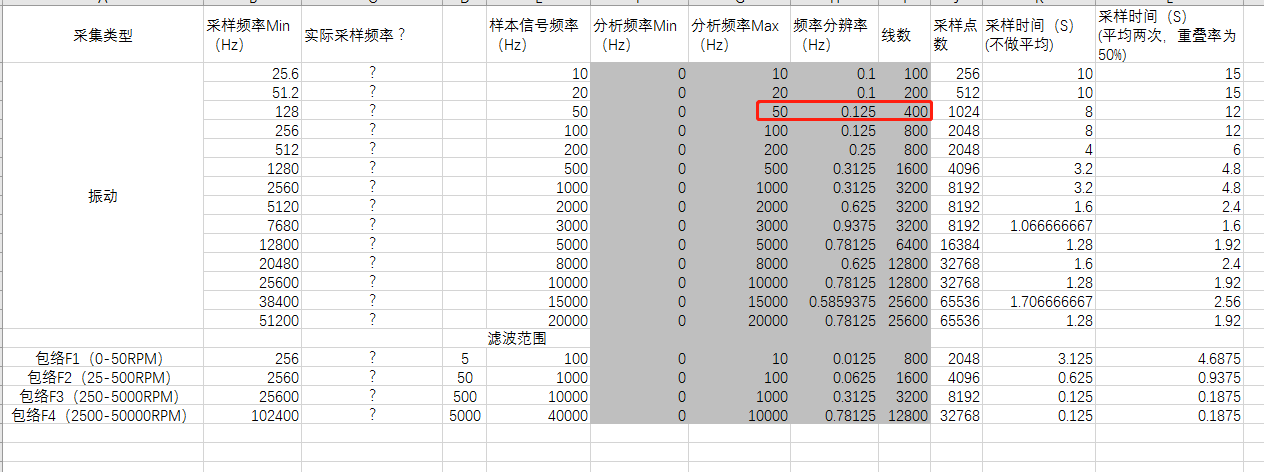 采集类型 采样频率Min（Hz） 实际采样频率？ 样本信号频率（Hz） 分析频率Min（Hz） 分析频率Max（Hz） 频率分辨率（Hz） 线数 采样点数 采样时间（S）(不做平均) 采样时间（S）(平均两次，重叠率为50%)
25.6 ？ 10 0 10 0.1 100 256 10 15
51.2 ？ 20 0 20 0.1 200 512 10 15
128 ？ 50 0 50 0.125 400 1024 8 12
256 ？ 100 0 100 0.125 800 2048 8 12
512 ？ 200 0 200 0.25 800 2048 4 6
1280 ？ 500 0 500 0.3125 1600 4096 3.2 4.8
振动 2560 ？ 1000 0 1000 0.3125 3200 8192 3.2 4.8
5120 ？ 2000 0 2000 0.625 3200 8192 1.6 2.4
7680 ？ 3000 0 3000 0.9375 3200 8192 1.066666667 1.6
12800 ？ 5000 0 5000 0.78125 6400 16384 1.28 1.92
20480 ？ 8000 0 8000 0.625 12800 32768 1.6 2.4
25600 ？ 10000 0 10000 0.78125 12800 32768 1.28 1.92
38400 ？ 15000 0 15000 0.5859375 25600 65536 1.706666667 2.56
51200 ？ 20000 0 20000 0.78125 25600 65536 1.28 1.92
滤波范围
包络F1（0-50RPM） 256 ？ 5 100 0 10 0.0125 800 2048 3.125 4.6875
包络F2（25-500RPM） 2560 ？ 50 1000 0 100 0.0625 1600 4096 0.625 0.9375
包络F3（250-5000RPM） 25600 ？ 500 10000 0 1000 0.3125 3200 8192 0.125 0.1875
包络F4（2500-50000RPM） 102400 ？ 5000 40000 0 10000 0.78125 12800 32768 0.125 0.1875